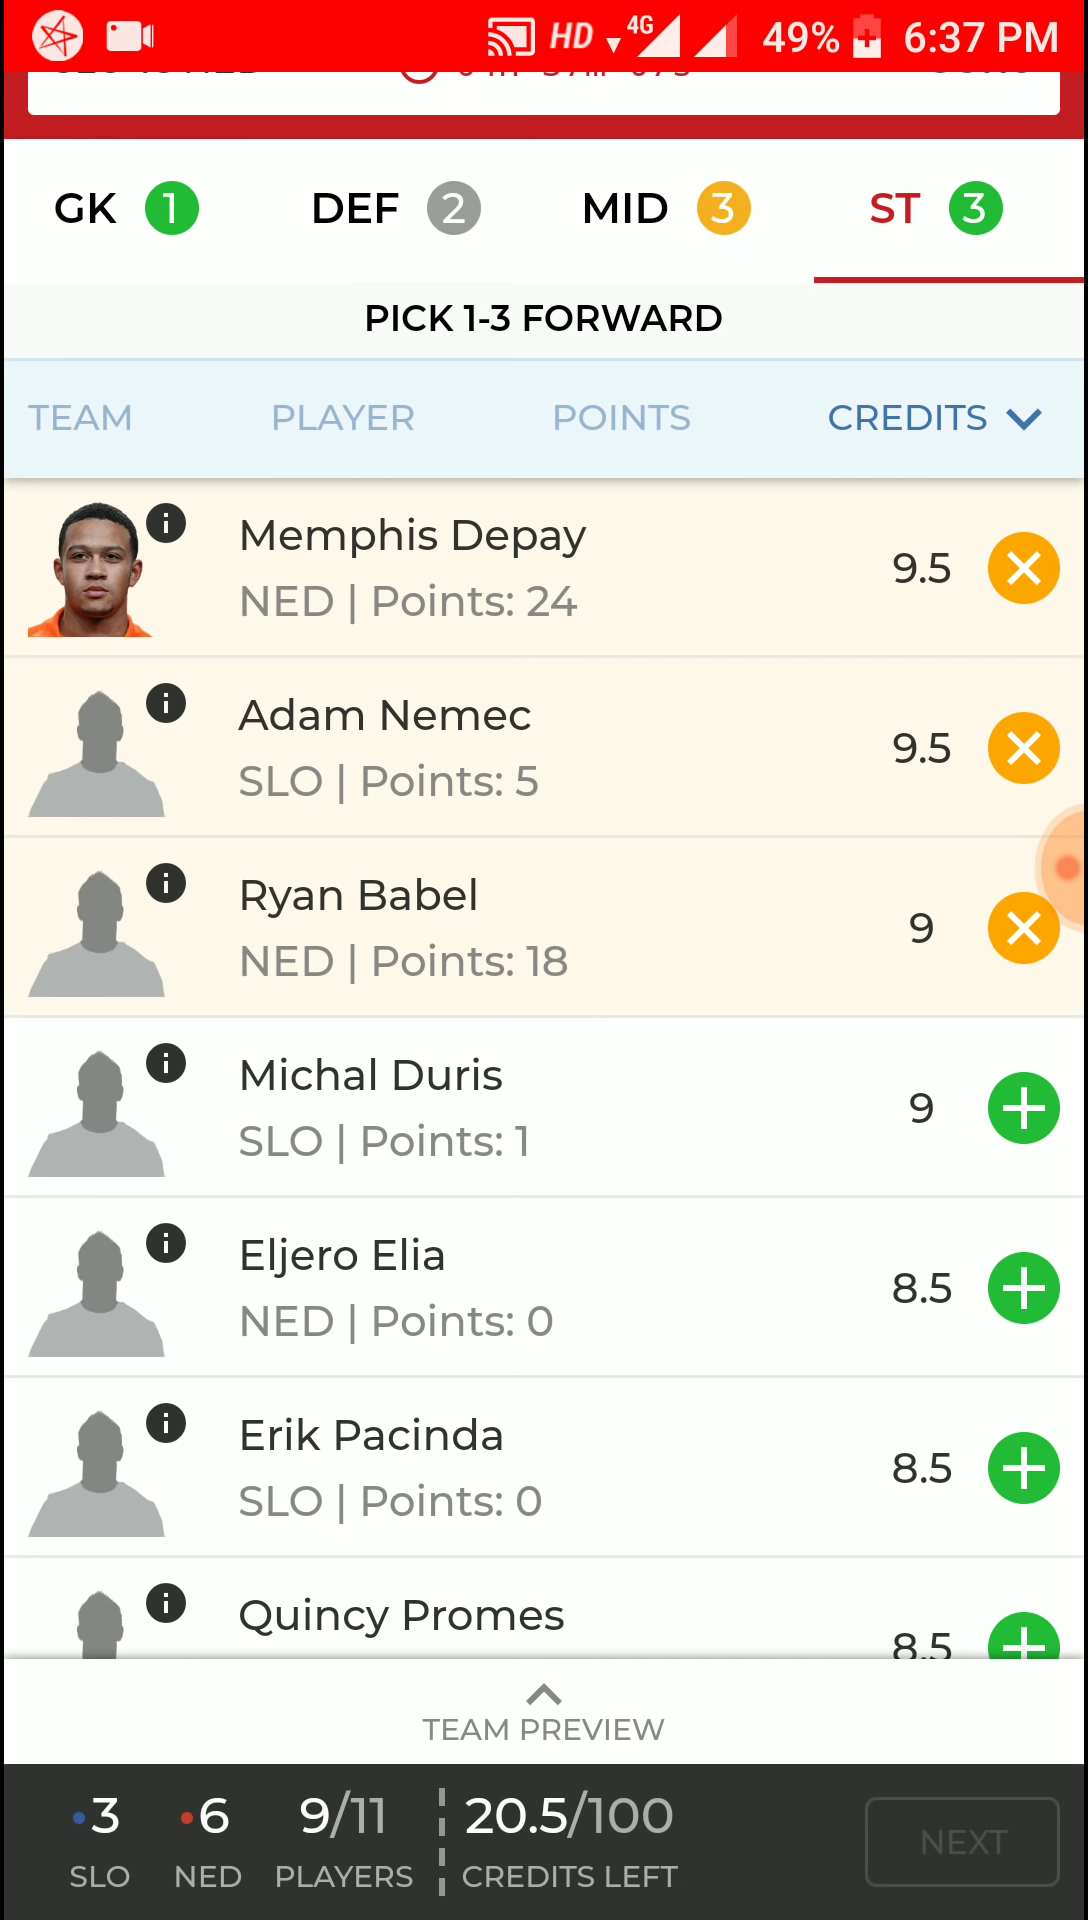 HD 4G 49% 6:37 PM
GK 1 DEF 2 MID 3 ST 3
PICK 1-3 FORWARD
TEAM PLAYER POINTS CREDITS
Memphis Depay
NED | Points: 24
9.5
Adam Nemec
SLO | Points: 5
9.5
Ryan Babel
NED | Points: 18
9
Michal Duris
SLO | Points: 1
9
Eljero Elia
NED | Points: 0
8.5
Erik Pacinda
SLO | Points: 0
8.5
Quincy Promes
8.5
TEAM PREVIEW
3 6 9/11 20.5/100
SLO NED PLAYERS CREDITS LEFT
NEXT